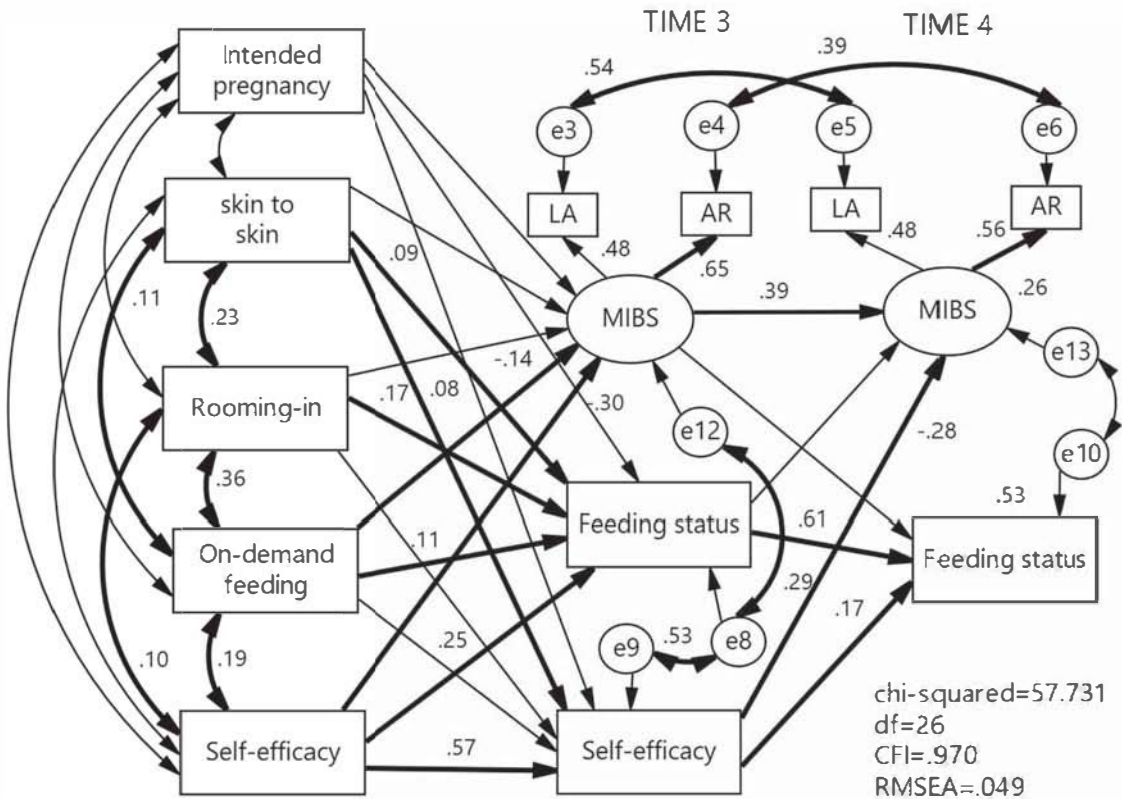 TIME 3
TIME 4
Intended
pregnancy
.54
.39
e3
e4
e5
e6
skin to
skin
LA
AR
LA
AR
.09
.48
.65
.48
.56
.11
.23
MIBS
.39
MIBS
.26
-.14
e13
.17
.08
Rooming-in
-.30
e12
-.28
e10
.36
.53
Feeding status
.61
Feeding status
On-demand
feeding
.11
.29
.17
.10
.19
.25
e9
.53
e8
Self-efficacy
.57
Self-efficacy
chi-squared=57.731
df=26
CFI=.970
RMSEA=.049